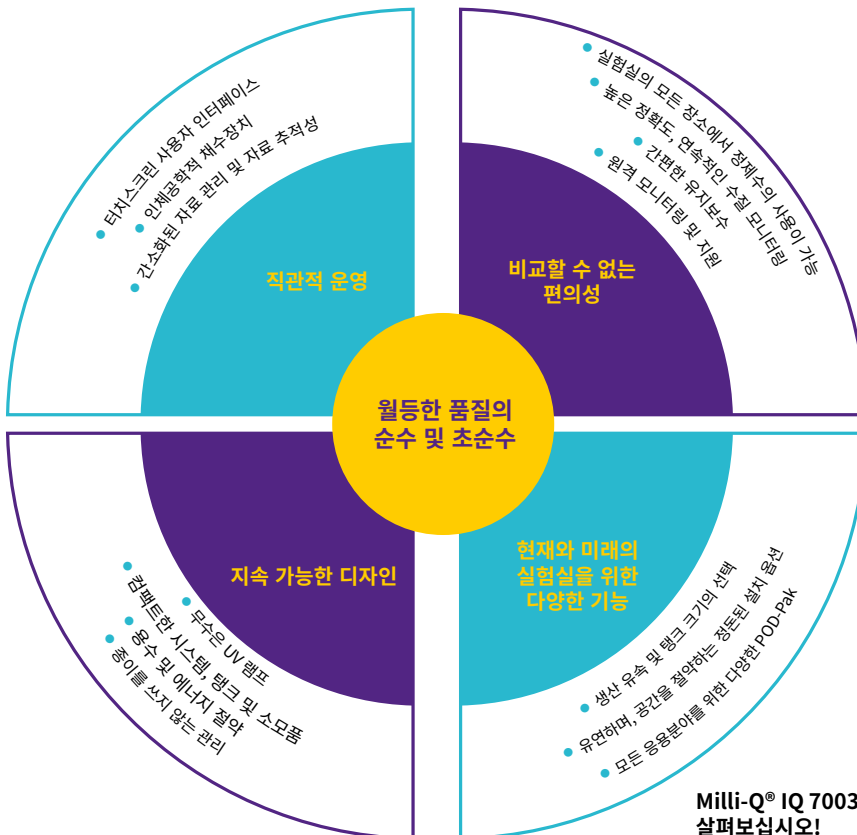 터치스크린 사용자 인터페이스
인체공학적 채수장치
간소화된 자료 관리 및 자료 추적성
직관적 운영
실험실의 모든 장소에서 정제수의 사용이 가능
높은 정확도, 연속적인 수질 모니터링
간편한 유지보수
원격 모니터링 및 지원
비교할 수 없는
편의성
월등한 품질의
순수 및 초순수
지속 가능한 디자인
무수은 UV 램프
컴팩트한 시스템, 탱크 및 소모품
용수 및 에너지 절약
종이를 쓰지 않는 관리
현재와 미래의
실험실을 위한
다양한 기능
생산 유속 및 탱크 크기의 선택
유연하며, 공간을 절약하는 정돈된 설치 옵션
모든 응용분야를 위한 다양한 POD-Pak
Milli-Q® IQ 7003
살펴보십시오!